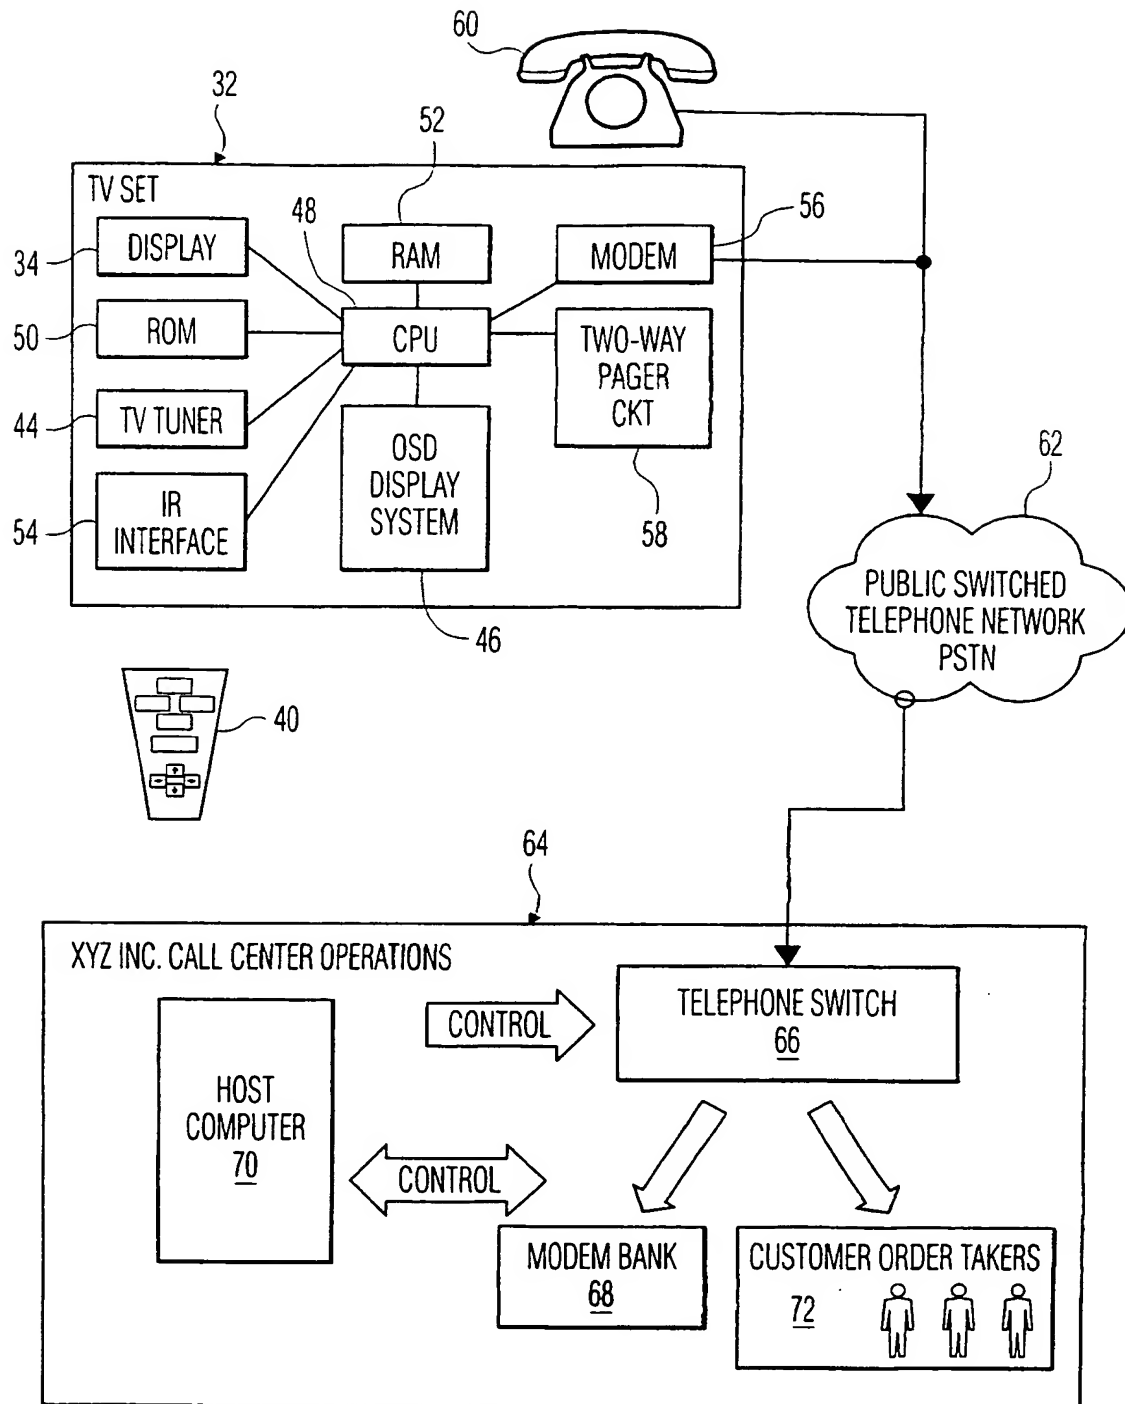 60
32
52
TV SET
48
56
34
DISPLAY
RAM
MODEM
50
ROM
CPU
TWO-WAY
PAGER
CKT
44
TV TUNER
OSD
DISPLAY
SYSTEM
54
IR
INTERFACE
58
62
46
PUBLIC SWITCHED
TELEPHONE NETWORK
PSTN
40
64
XYZ INC. CALL CENTER OPERATIONS
TELEPHONE SWITCH
66
CONTROL
HOST
COMPUTER
70
CONTROL
MODEM BANK
68
CUSTOMER ORDER TAKERS
72